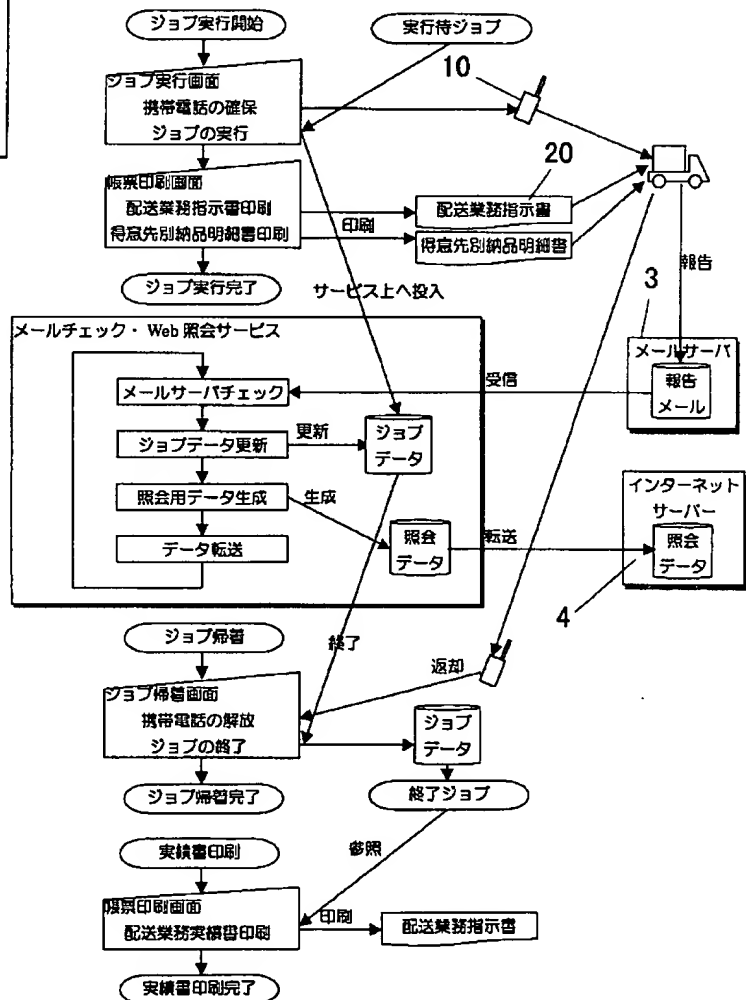 ジョブ実行開始
実行待ジョブ
10
ジョブ実行画面
携帯電話の確保
ジョブの実行
20
帳票印刷画面
配送業務指示書印刷
得意先別納品明細書印刷
印刷
配送業務指示書
得意先別納品明細書
報告
ジョブ実行完了
サービス上へ投入
3
メールチェック・Web 照会サービス
メールサーバ
報告
メール
受信
メールサーバチェック
ジョブデータ更新
更新
ジョブ
データ
照会用データ生成
生成
インターネット
サーバー
照会
データ
データ転送
照会
データ
転送
4
ジョブ帰着
終了
返却
ジョブ帰着画面
携帯電話の解放
ジョブの終了
ジョブ
データ
ジョブ帰着完了
終了ジョブ
実績書印刷
参照
帳票印刷画面
配送業務実績書印刷
印刷
配送業務指示書
実績書印刷完了